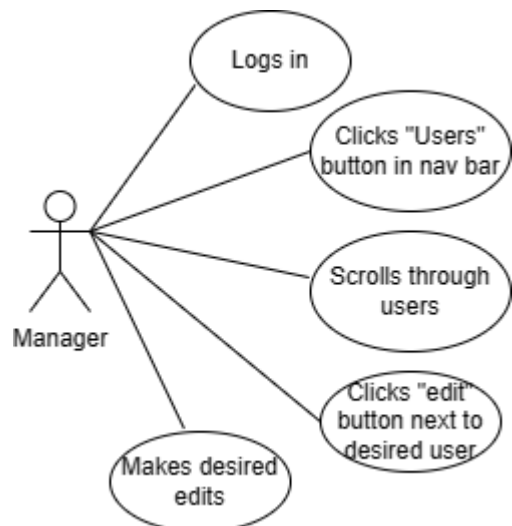 Logs in
Clicks "Users"
button in nav bar
Scrolls through
users
Manager
Clicks "edit"
button next to
desired user
Makes desired
edits